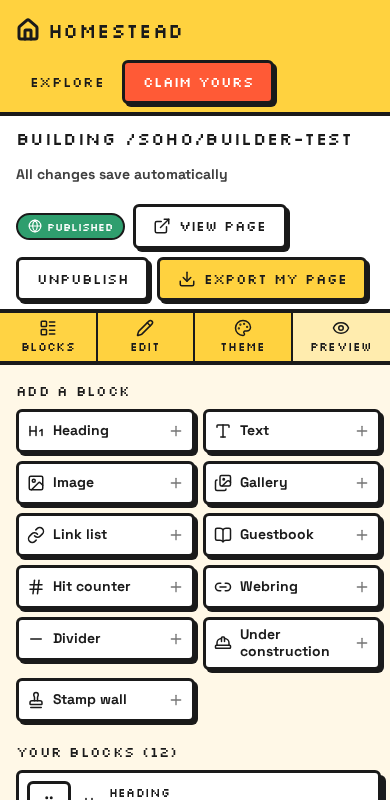 HOMESTEAD
EXPLORE
CLAIM YOURS
BUILDING /SOHO/BUILDER-TEST
All changes save automatically
PUBLISHED
VIEW PAGE
UNPUBLISH
EXPORT MY PAGE
BLOCKS
EDIT
THEME
PREVIEW
ADD A BLOCK
H1 Heading
Text
Image
Gallery
Link list
Guestbook
Hit counter
Webring
Divider
Under
construction
Stamp wall
YOUR BLOCKS (12)
HEADING